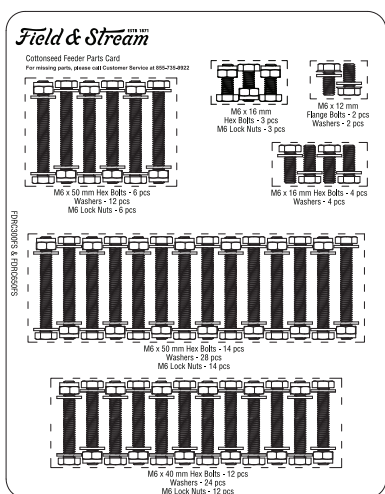 Field & Stream
ESTB 1871
Cottonseed Feeder Parts Card
For missing parts, please call Customer Service at 855-735-6922
M6 x 50 mm Hex Bolts - 6 pcs
Washers - 12 pcs
M6 Lock Nuts - 6 pcs
M6 x 16 mm
Hex Bolts - 3 pcs
M6 Lock Nuts - 3 pcs
M6 x 12 mm
Flange Bolts - 2 pcs
Washers - 2 pcs
M6 x 16 mm Hex Bolts - 4 pcs
Washers - 4 pcs
FDRC300FS & FDRC650FS
M6 x 50 mm Hex Bolts - 14 pcs
Washers - 28 pcs
M6 Lock Nuts - 14 pcs
M6 x 40 mm Hex Bolts - 12 pcs
Washers - 24 pcs
M6 Lock Nuts - 12 pcs